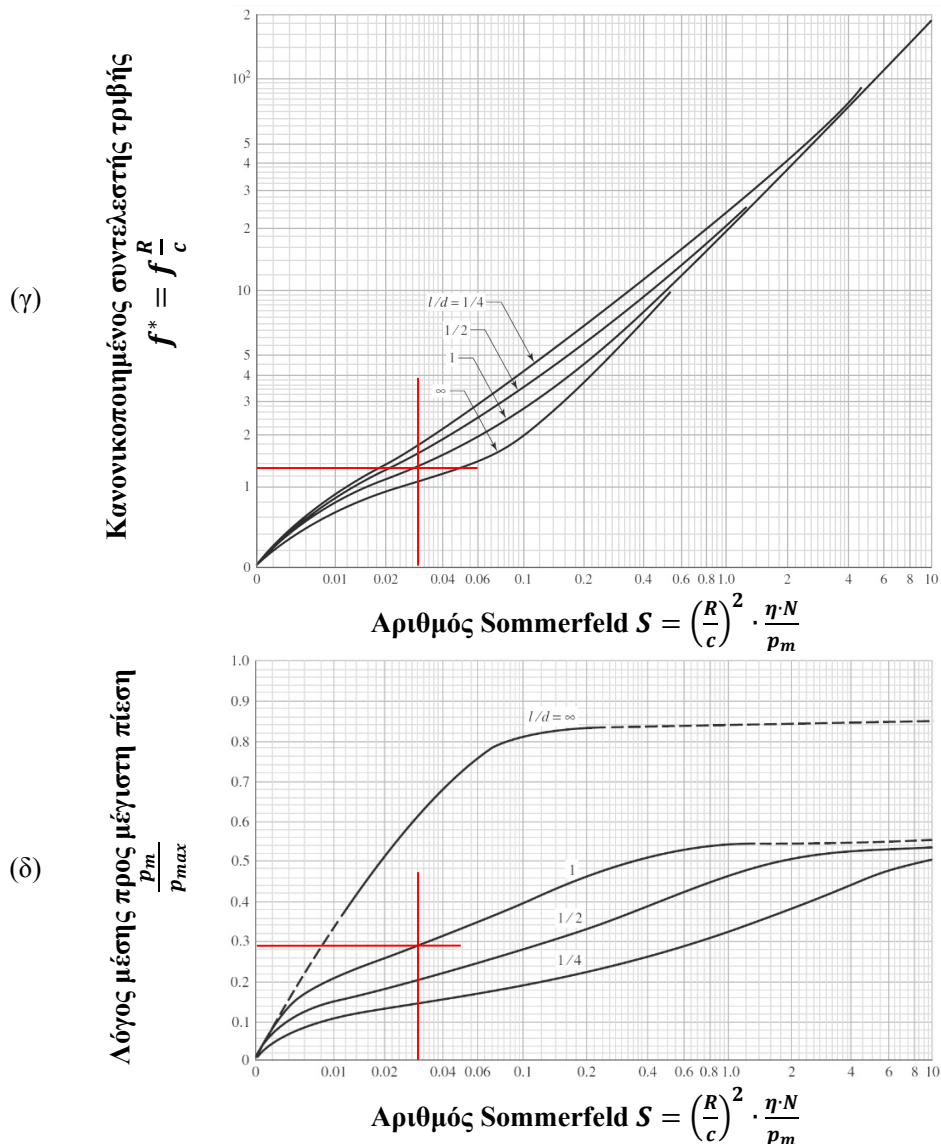 (γ)
Κανονικοποιημένος συντελεστής τριβής
f* = f R/c
2
10²
5
4
3
2
10
5
4
3
2
1
0
l/d = 1/4
1/2
1
∞
0 0.01 0.02 0.04 0.06 0.1 0.2 0.4 0.6 0.8 1.0 2 4 6 8 10
Αριθμός Sommerfeld S = (R/c)² · η·N/pₘ
(δ)
Λόγος μέσης προς μέγιστη πίεση
pₘ/pₘₐₓ
1.0
0.9
0.8
0.7
0.6
0.5
0.4
0.3
0.2
0.1
0
l/d = ∞
1
1/2
1/4
0 0.01 0.02 0.04 0.06 0.1 0.2 0.4 0.6 0.8 1.0 2 4 6 8 10
Αριθμός Sommerfeld S = (R/c)² · η·N/pₘ